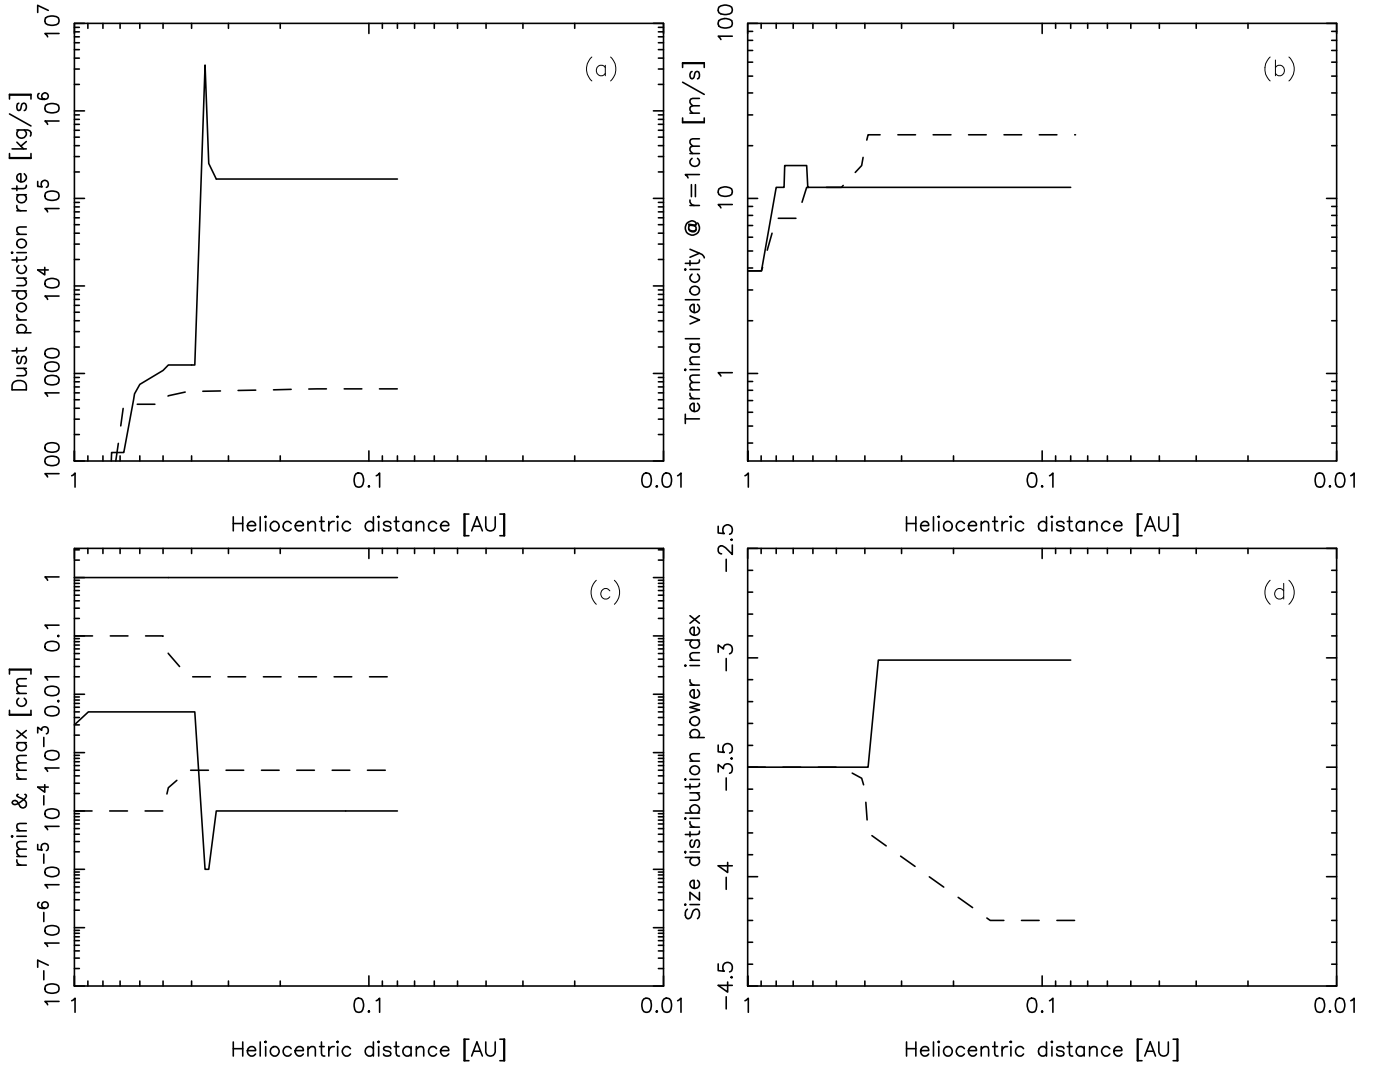 Dust production rate [kg/s]
10^7
10^6
10^5
10^4
1000
100
(a)
1 0.1 0.01
Heliocentric distance [AU]
Terminal velocity @ r=1cm [m/s]
100
10
1
(b)
1 0.1 0.01
Heliocentric distance [AU]
rmin & rmax [cm]
1
0.1
0.01
10^−3
10^−4
10^−5
10^−6
10^−7
(c)
1 0.1 0.01
Heliocentric distance [AU]
Size distribution power index
−2.5
−3
−3.5
−4
−4.5
(d)
1 0.1 0.01
Heliocentric distance [AU]